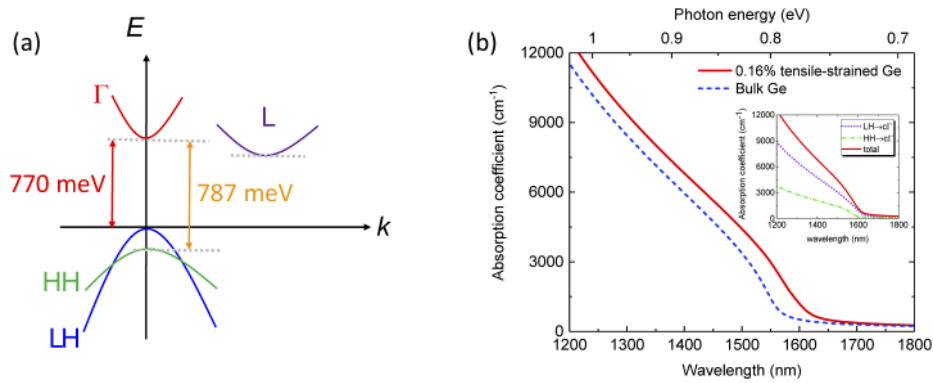 (a)
E
Γ
L
770 meV
787 meV
k
HH
LH
(b)
Photon energy (eV)
1 0.9 0.8 0.7
12000
9000
6000
3000
0
Absorption coefficient (cm⁻¹)
0.16% tensile-strained Ge
Bulk Ge
1200 1300 1400 1500 1600 1700 1800
Wavelength (nm)
12000
9000
6000
3000
0
Absorption coefficient (cm⁻¹)
LH→cΓ
HH→cΓ
total
1200 1400 1600 1800
wavelength (nm)